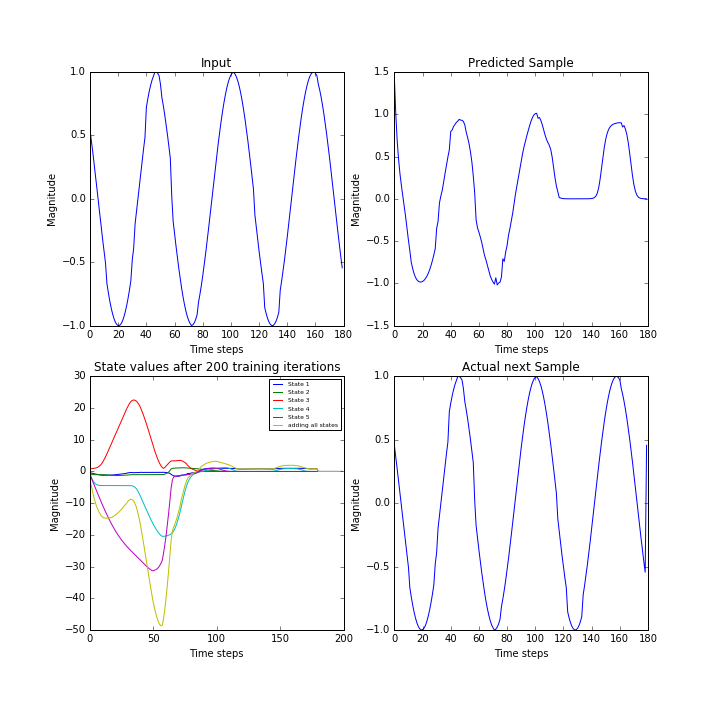 Input
Magnitude
1.0
0.5
0.0
−0.5
−1.0
0 20 40 60 80 100 120 140 160 180
Time steps
Predicted Sample
Magnitude
1.5
1.0
0.5
0.0
−0.5
−1.0
−1.5
0 20 40 60 80 100 120 140 160 180
Time steps
State values after 200 training iterations
Magnitude
30
20
10
0
−10
−20
−30
−40
−50
0 50 100 150 200
Time steps
State 1
State 2
State 3
State 4
State 5
adding all states
Actual next Sample
Magnitude
1.0
0.5
0.0
−0.5
−1.0
0 20 40 60 80 100 120 140 160 180
Time steps